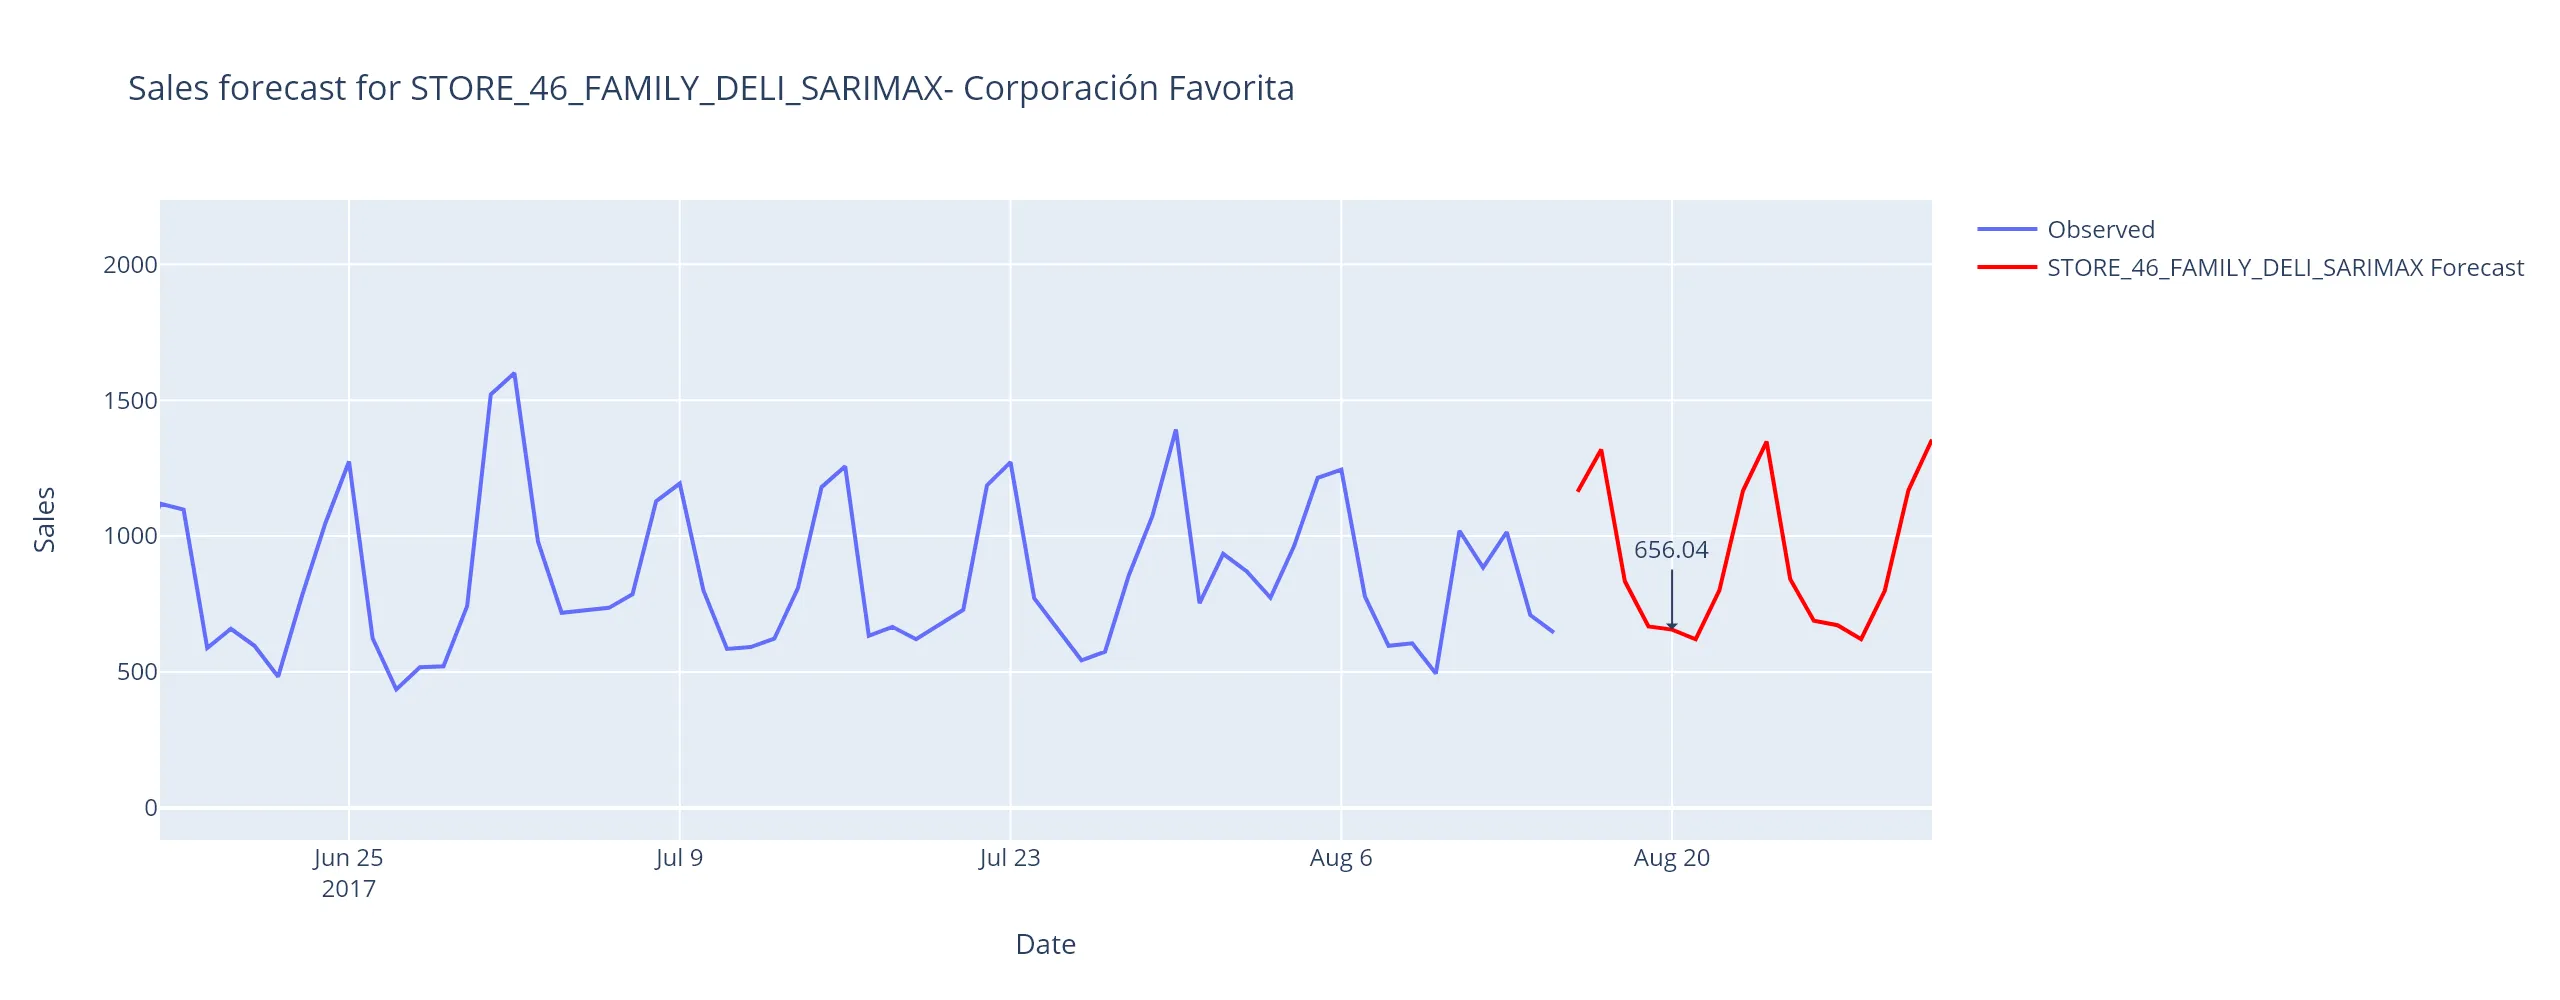 Sales forecast for STORE_46_FAMILY_DELI_SARIMAX- Corporación Favorita
Observed
STORE_46_FAMILY_DELI_SARIMAX Forecast
2000
1500
1000
500
0
Sales
656.04
Jun 25
2017
Jul 9
Jul 23
Aug 6
Aug 20
Date